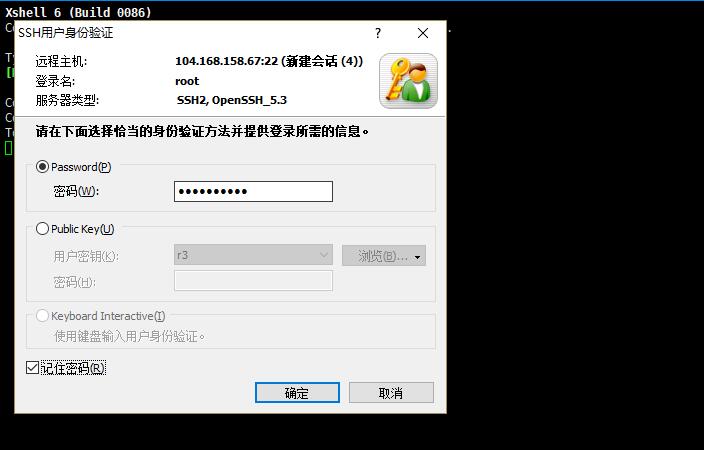 Xshell 6 (Build 0086)
SSH用户身份验证
?
远程主机: 104.168.158.67:22 (新建会话 (4))
登录名: root
服务器类型: SSH2, OpenSSH_5.3
请在下面选择恰当的身份验证方法并提供登录所需的信息。
Password(P)
密码(W): ●●●●●●●●●●
Public Key(U)
用户密钥(K): r3 浏览(B)...
密码(H):
Keyboard Interactive(I)
使用键盘输入用户身份验证。
记住密码(R)
确定 取消